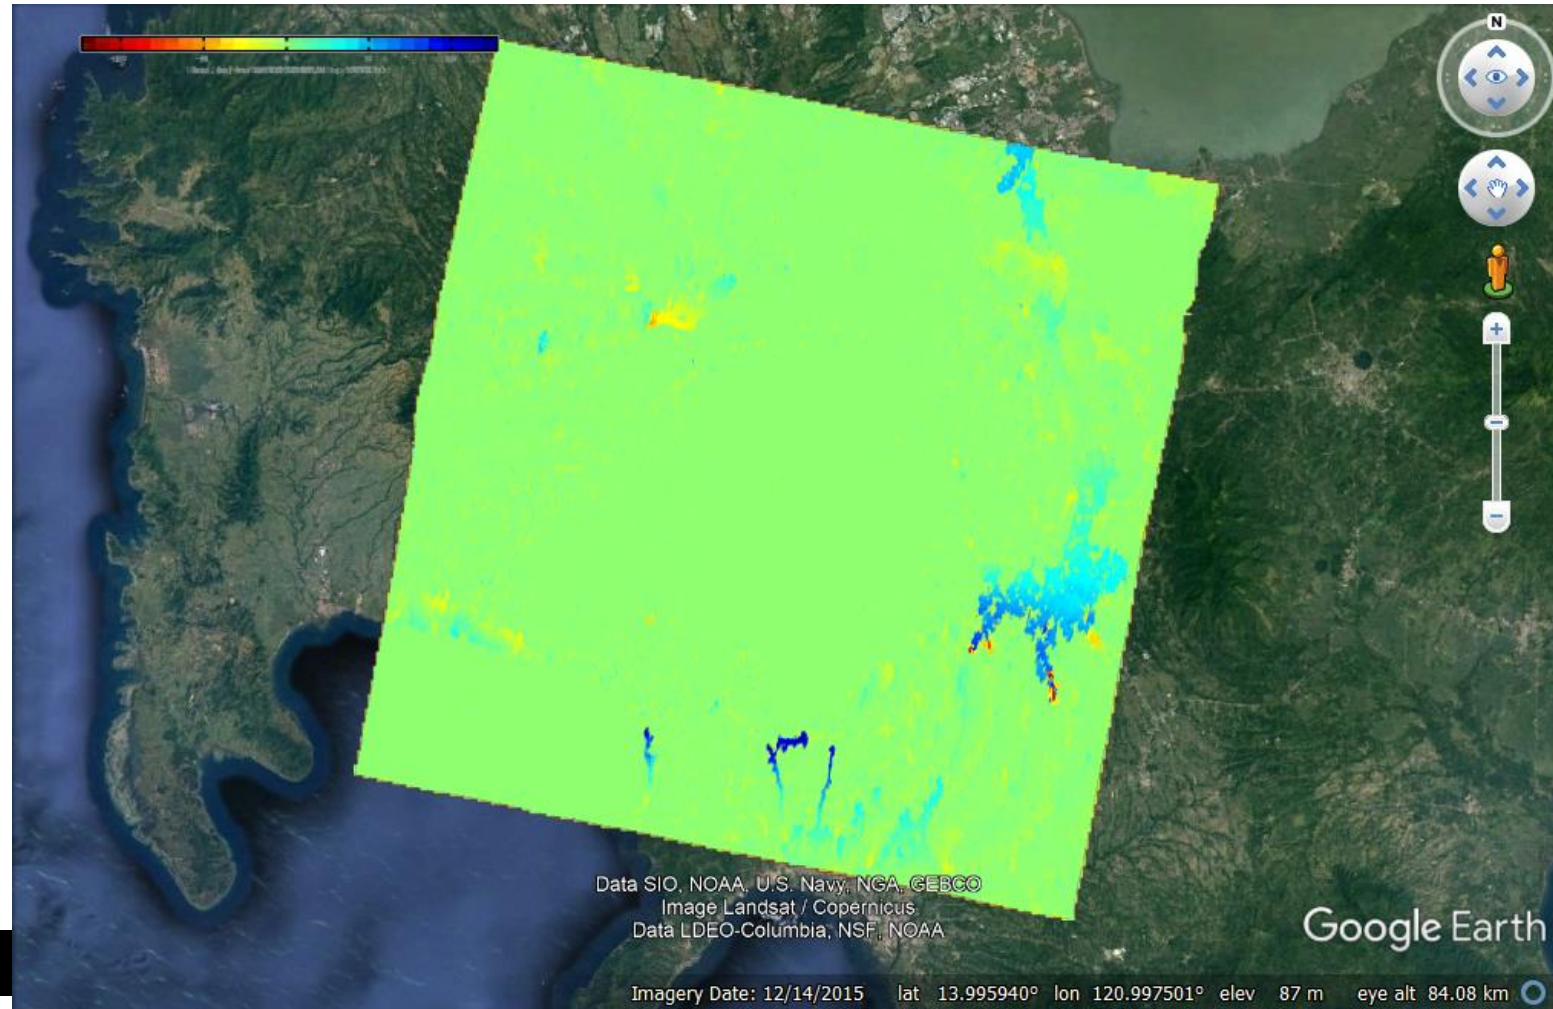 N
Data SIO, NOAA, U.S. Navy, NGA, GEBCO
Image Landsat / Copernicus
Data LDEO-Columbia, NSF, NOAA
Google Earth
Imagery Date: 12/14/2015 lat 13.995940° lon 120.997501° elev 87 m eye alt 84.08 km